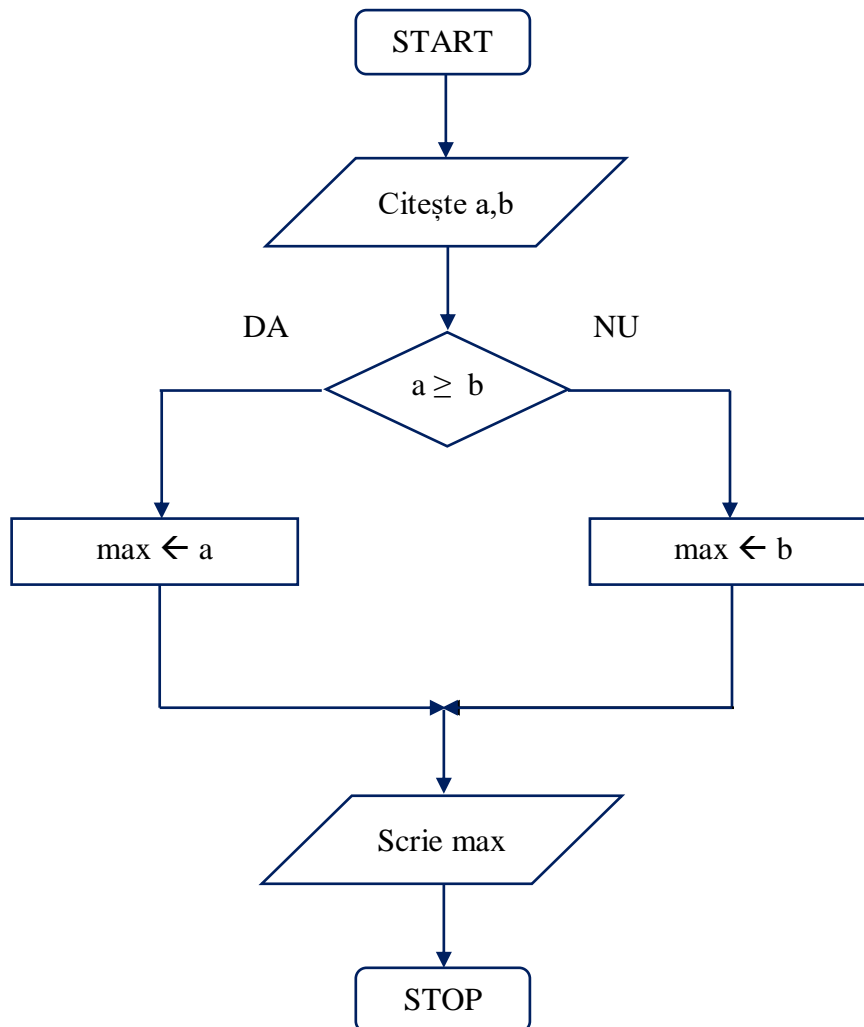 START
Citește a,b
DA
NU
a ≥ b
max ← a
max ← b
Scrie max
STOP